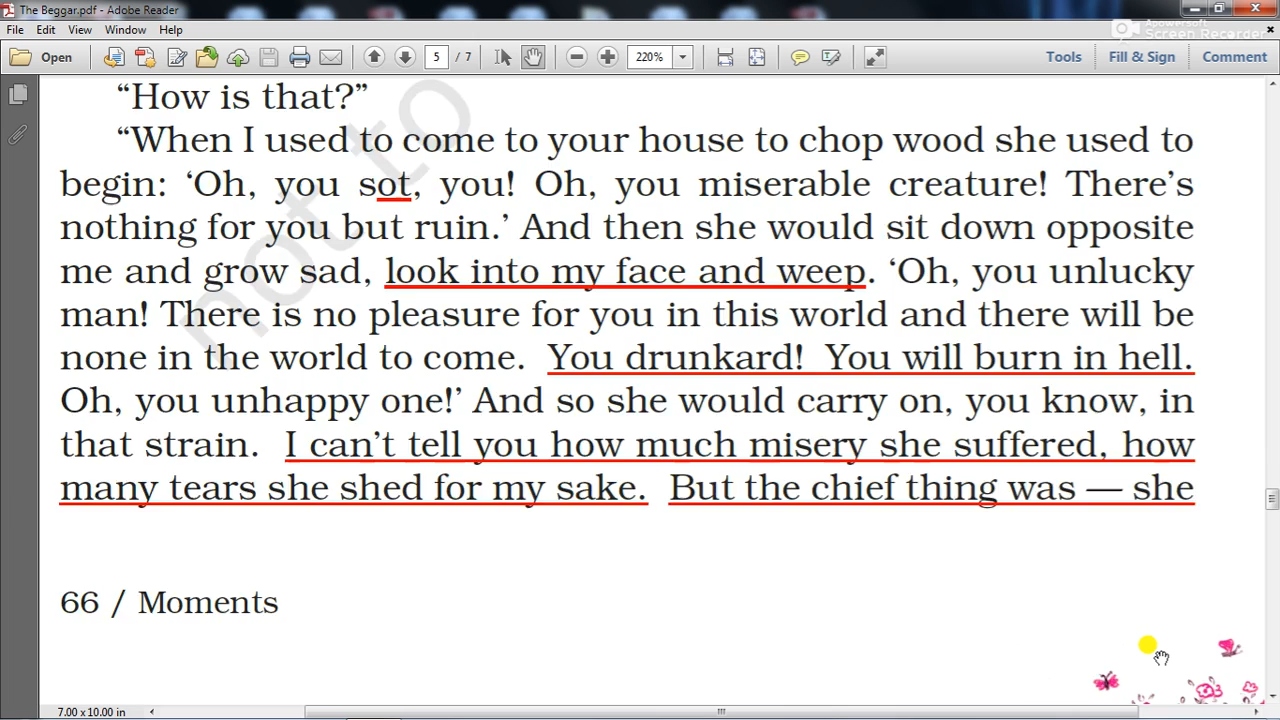 The Beggar.pdf - Adobe Reader
File Edit View Window Help
Apowersoft
Screen Recorder
Open 5 / 7 220% Tools Fill & Sign Comment
“How is that?”
“When I used to come to your house to chop wood she used to
begin: ‘Oh, you sot, you! Oh, you miserable creature! There’s
nothing for you but ruin.’ And then she would sit down opposite
me and grow sad, look into my face and weep. ‘Oh, you unlucky
man! There is no pleasure for you in this world and there will be
none in the world to come. You drunkard! You will burn in hell.
Oh, you unhappy one!’ And so she would carry on, you know, in
that strain. I can’t tell you how much misery she suffered, how
many tears she shed for my sake. But the chief thing was — she
not to
66 / Moments
7.00 x 10.00 in